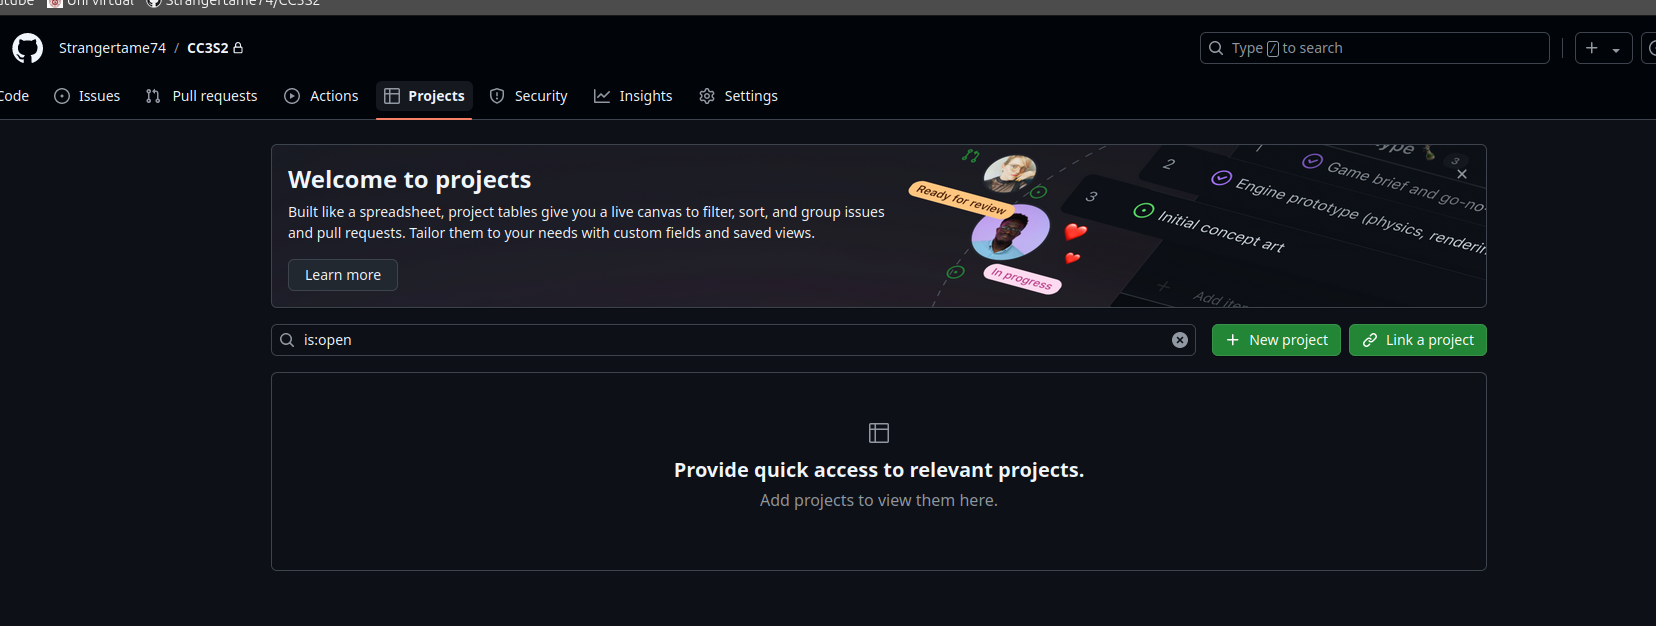 Uni virtual Strangertame74/CC3S2
Strangertame74 / CC3S2
Type / to search
Code Issues Pull requests Actions Projects Security Insights Settings
Welcome to projects
Built like a spreadsheet, project tables give you a live canvas to filter, sort, and group issues
and pull requests. Tailor them to your needs with custom fields and saved views.
Learn more
Ready for review
In progress
1 Game brief and go-no-
2 Engine prototype (physics, renderin
3 Initial concept art
3
+ Add item
is:open
New project
Link a project
Provide quick access to relevant projects.
Add projects to view them here.